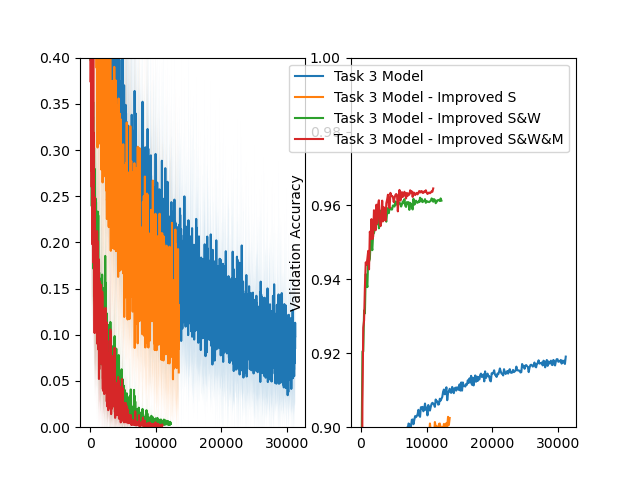 0.40
0.35
0.30
0.25
0.20
0.15
0.10
0.05
0.00
0 10000 20000 30000
Validation Accuracy
1.00
0.98
0.96
0.94
0.92
0.90
0 10000 20000 30000
Task 3 Model
Task 3 Model - Improved S
Task 3 Model - Improved S&W
Task 3 Model - Improved S&W&M